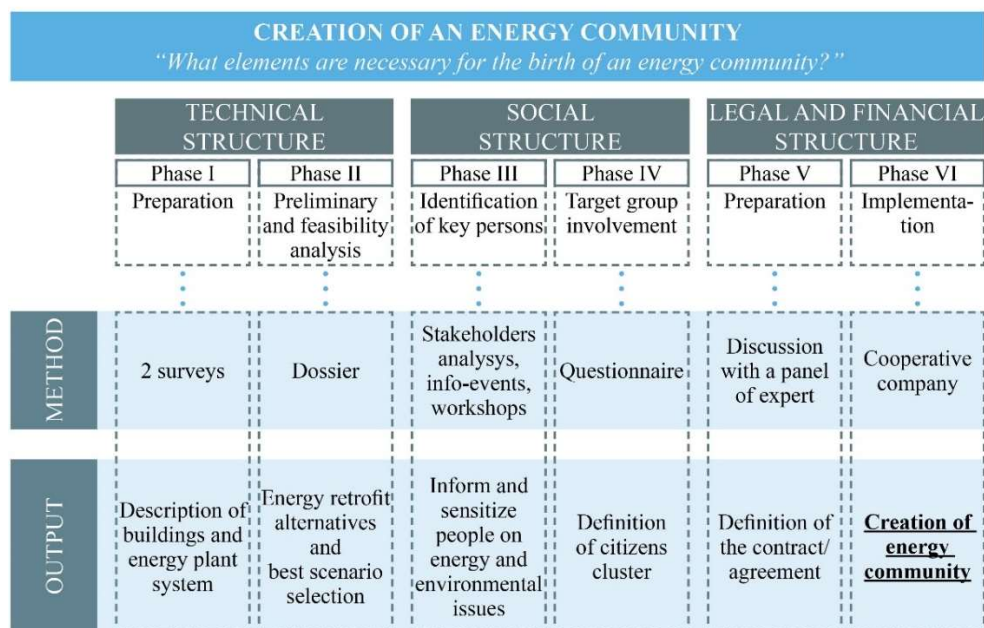 CREATION OF AN ENERGY COMMUNITY
“What elements are necessary for the birth of an energy community?”
TECHNICAL
STRUCTURE
SOCIAL
STRUCTURE
LEGAL AND FINANCIAL
STRUCTURE
Phase I
Phase II
Phase III
Phase IV
Phase V
Phase VI
Preparation
Preliminary
and feasibility
analysis
Identification
of key persons
Target group
involvement
Preparation
Implementa-
tion
METHOD
2 surveys
Dossier
Stakeholders
analysys,
info-events,
workshops
Questionnaire
Discussion
with a panel
of expert
Cooperative
company
OUTPUT
Description of
buildings and
energy plant
system
Energy retrofit
alternatives
and
best scenario
selection
Inform and
sensitize
people on
energy and
environmental
issues
Definition
of citizens
cluster
Definition of
the contract/
agreement
Creation of
energy
community